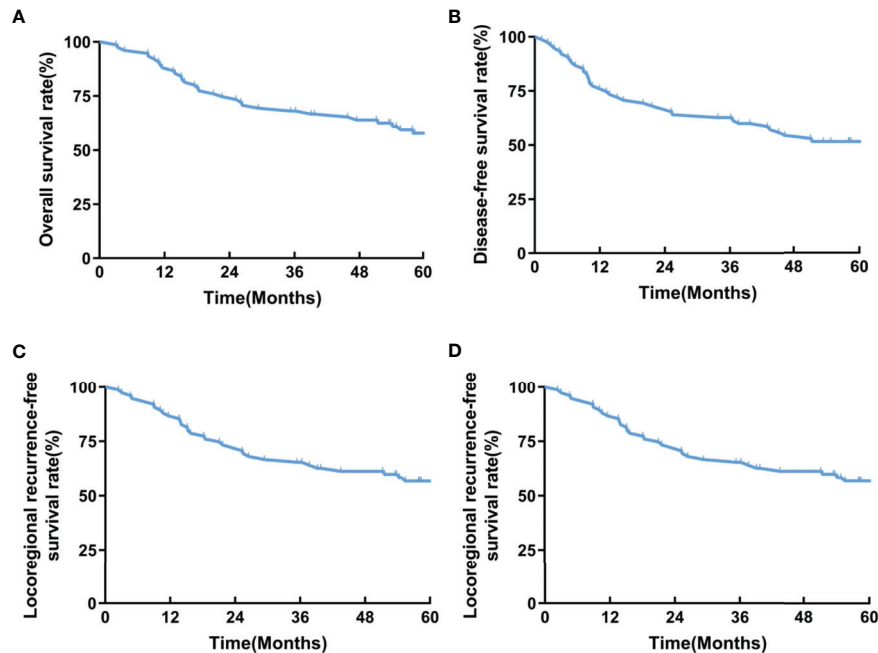 A
Overall survival rate(%)
100
75
50
25
0
0 12 24 36 48 60
Time(Months)
B
Disease-free survival rate(%)
100
75
50
25
0
0 12 24 36 48 60
Time(Months)
C
Locoregional recurrence-free
survival rate(%)
100
75
50
25
0
0 12 24 36 48 60
Time(Months)
D
Locoregional recurrence-free
survival rate(%)
100
75
50
25
0
0 12 24 36 48 60
Time(Months)